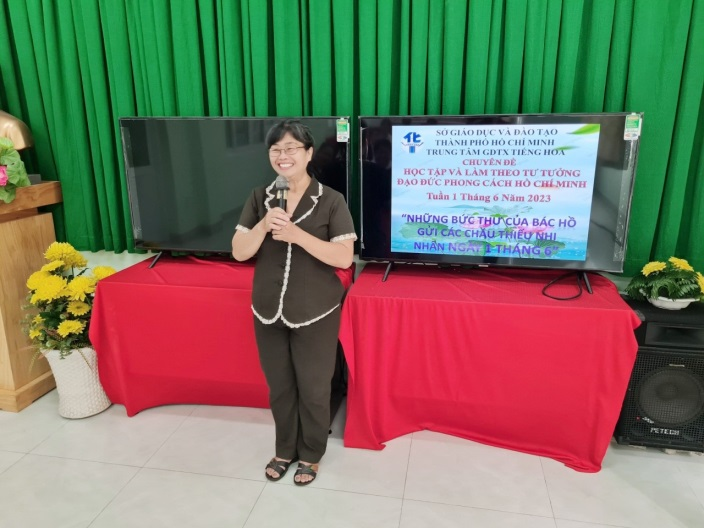 SỞ GIÁO DỤC VÀ ĐÀO TẠO
THÀNH PHỐ HỒ CHÍ MINH
TRUNG TÂM GDTX TIẾNG HOA
CHUYÊN ĐỀ
HỌC TẬP VÀ LÀM THEO TƯ TƯỞNG
ĐẠO ĐỨC PHONG CÁCH HỒ CHÍ MINH
Tuần 1 Tháng 6 Năm 2023
“NHỮNG BỨC THƯ CỦA BÁC HỒ
GỬI CÁC CHÁU THIẾU NHI
NHÂN NGÀY 1 THÁNG 6”
PETECH